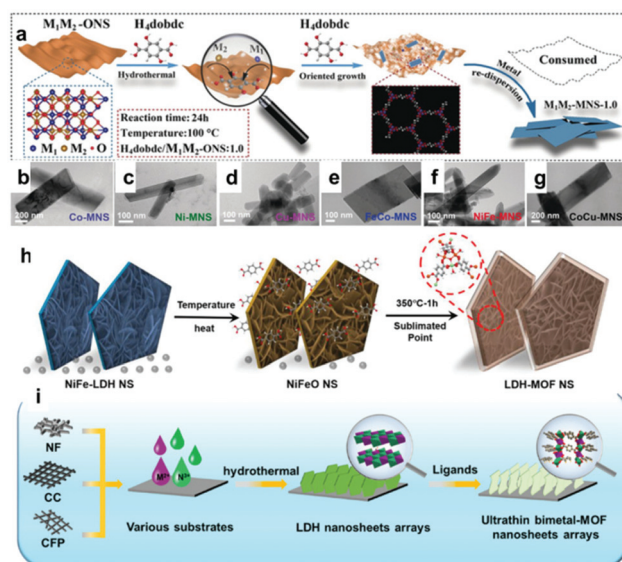 a
M₁M₂-ONS
H₄dobdc
Hydrothermal
M₂
M₁
H₄dobdc
Oriented growth
Metal
re-dispersion
Consumed
M₁M₂-MNS-1.0
M₁ M₂ O
Reaction time: 24h
Temperature:100 °C
H₄dobdc/M₁M₂-ONS:1.0
b
200 nm
Co-MNS
c
100 nm
Ni-MNS
d
100 nm
-MNS
e
100 nm
FeCo-MNS
f
100 nm
NiFe-MNS
g
200 nm
CoCu-MNS
h
NiFe-LDH NS
Temperature
heat
NiFeO NS
350°C-1h
Sublimated
Point
LDH-MOF NS
i
NF
CC
CFP
M²⁺
N³⁺
Various substrates
hydrothermal
LDH nanosheets arrays
Ligands
Ultrathin bimetal-MOF
nanosheets arrays